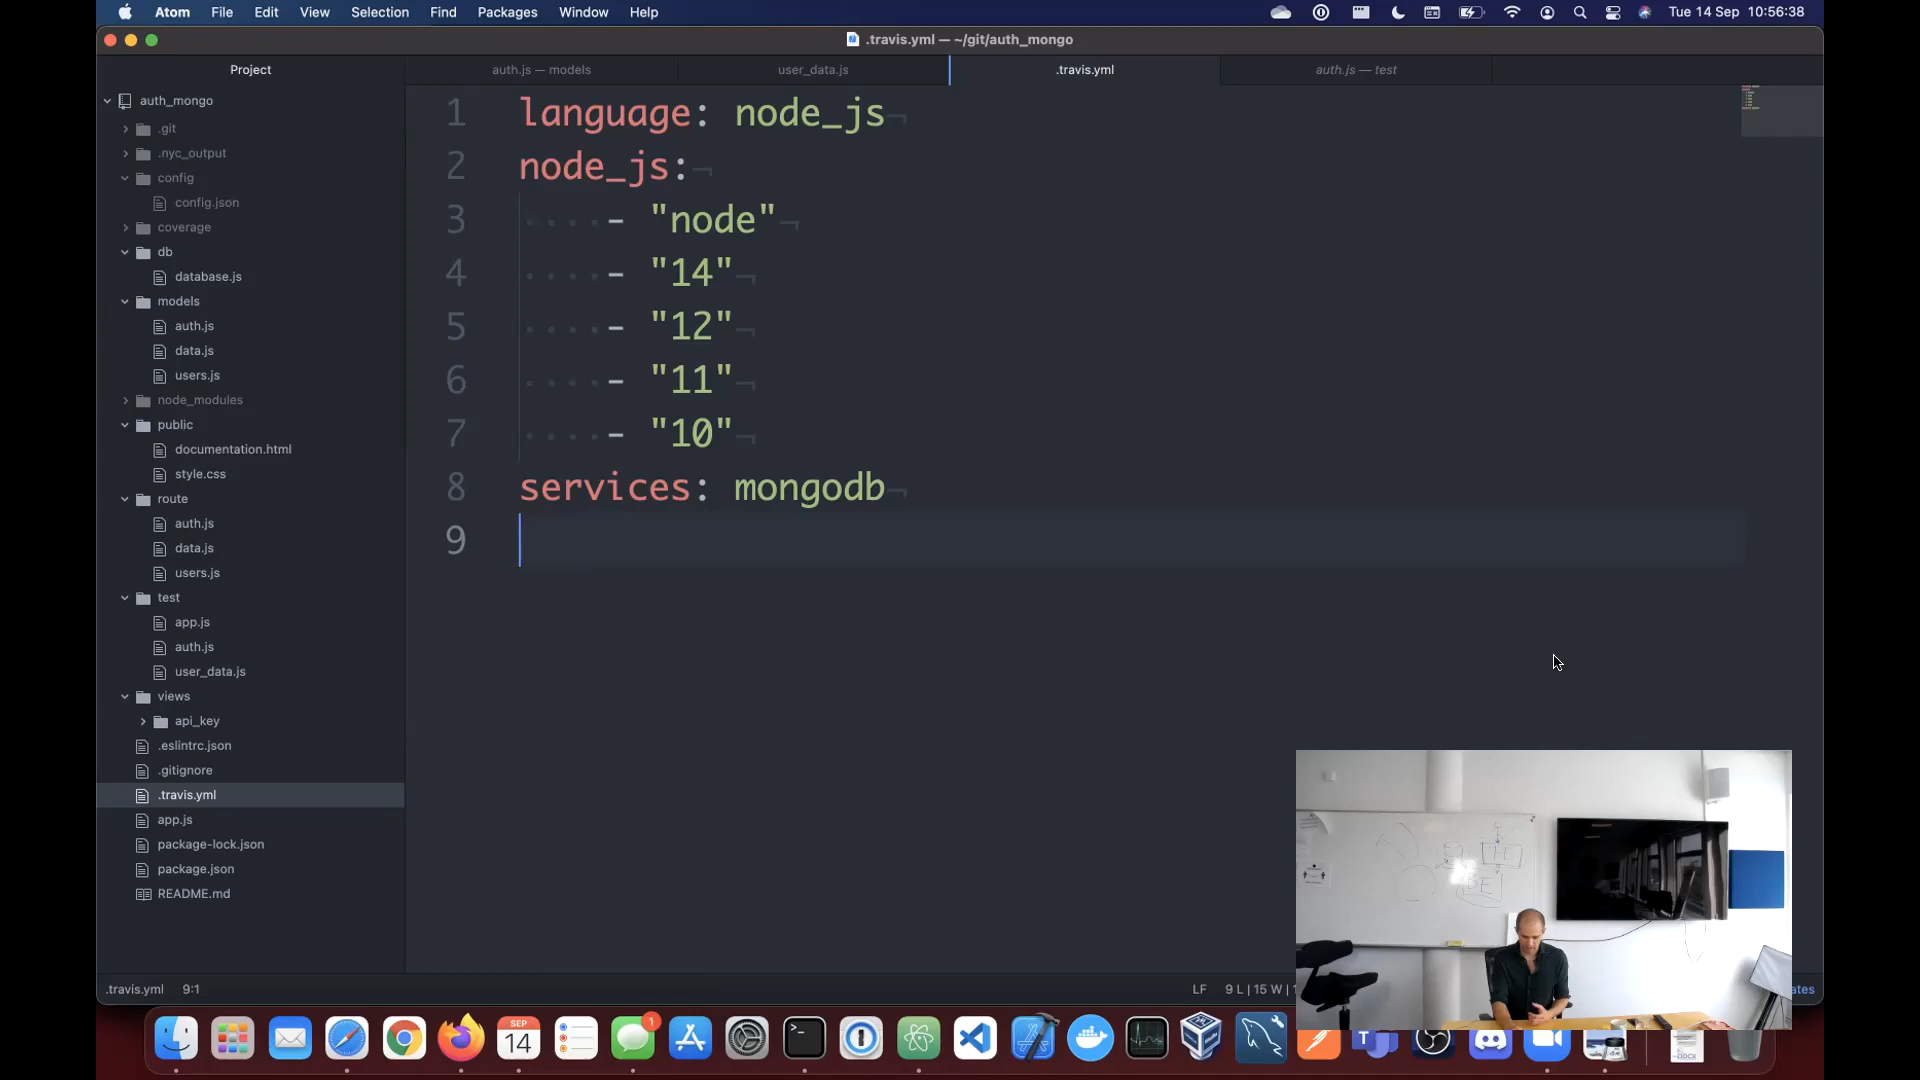 Atom File Edit View Selection Find Packages Window Help Tue 14 Sep 10:56:38
.travis.yml — ~/git/auth_mongo
Project auth.js — models user_data.js .travis.yml auth.js — test
auth_mongo
.git
.nyc_output
config
config.json
coverage
db
database.js
models
auth.js
data.js
users.js
node_modules
public
documentation.html
style.css
route
auth.js
data.js
users.js
test
app.js
auth.js
user_data.js
views
api_key
.eslintrc.json
.gitignore
.travis.yml
app.js
package-lock.json
package.json
README.md
1 language: node_js
2 node_js:
3 - "node"
4 - "14"
5 - "12"
6 - "11"
7 - "10"
8 services: mongodb
9
BE
.travis.yml 9:1 LF 9 L | 15 W |
SEP
14
1
DOCX